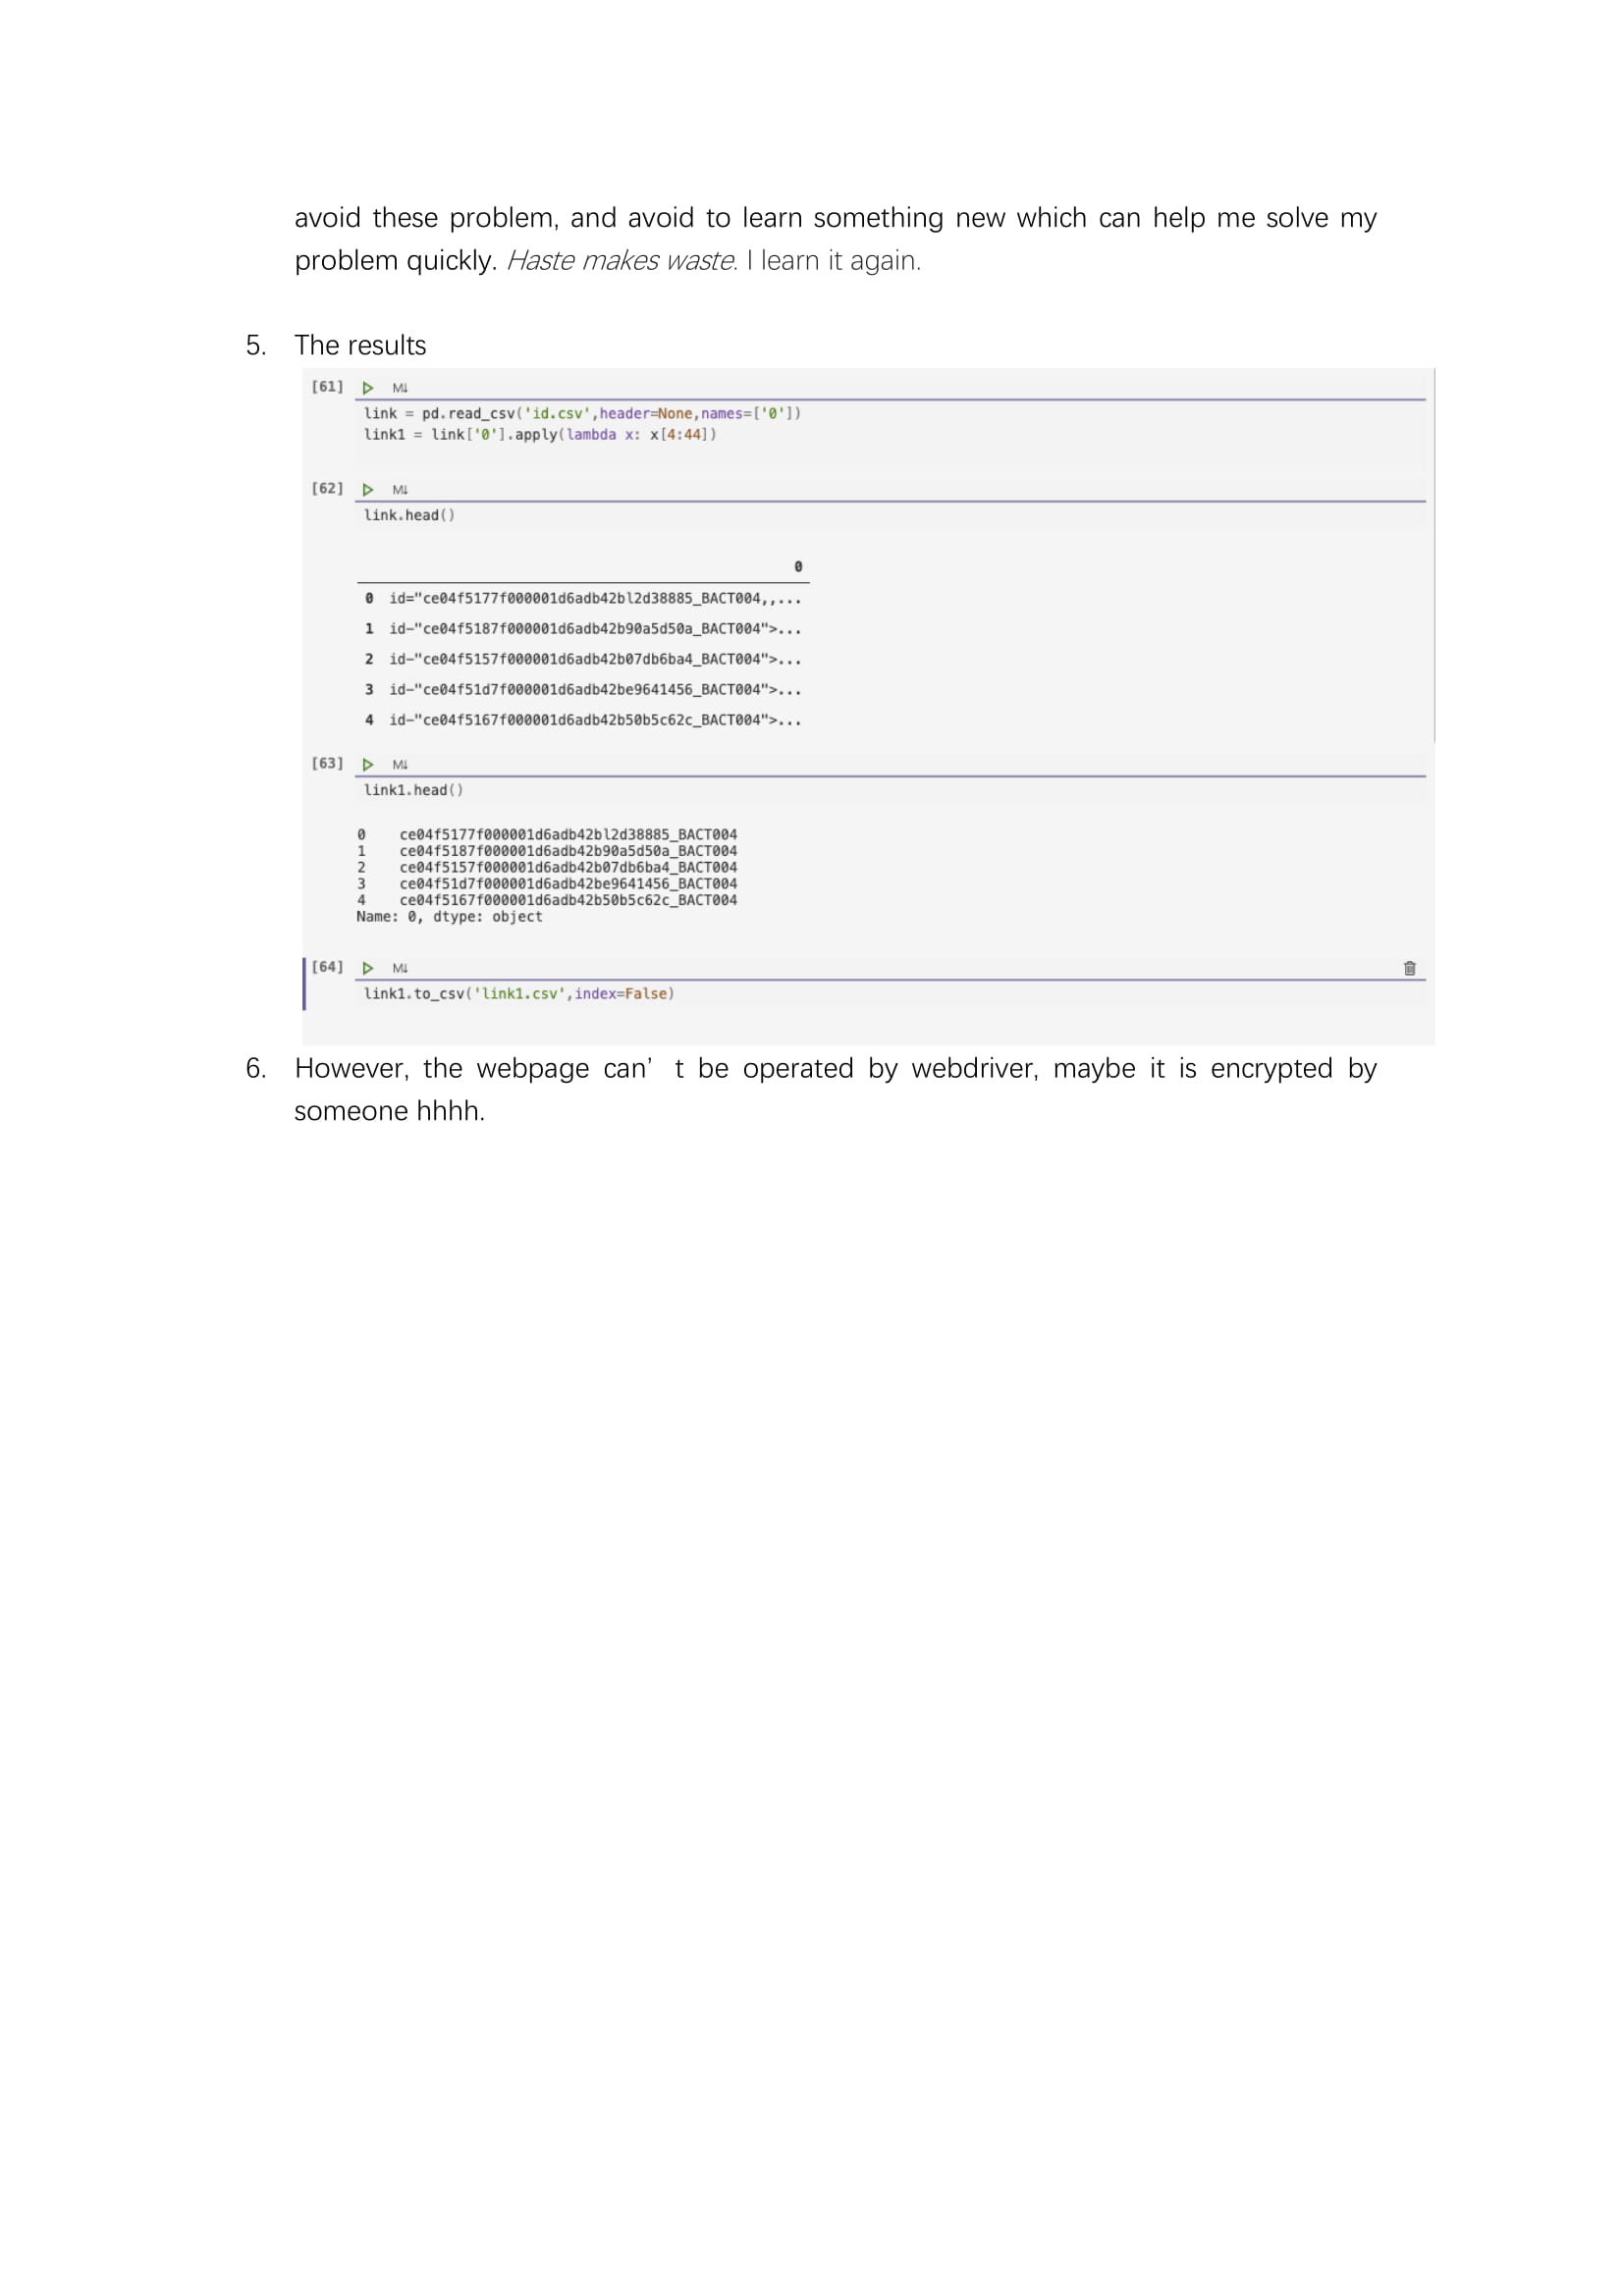 avoid these problem, and avoid to learn something new which can help me solve my
problem quickly. Haste makes waste. I learn it again.
5. The results
[61] M↓
link = pd.read_csv('id.csv',header=None,names=['0'])
link1 = link['0'].apply(lambda x: x[4:44])
[62] M↓
link.head()
0
0 id="ce04f5177f000001d6adb42bl2d38885_BACT004,,...
1 id-"ce04f5187f000001d6adb42b90a5d50a_BACT004">...
2 id-"ce04f5157f000001d6adb42b07db6ba4_BACT004">...
3 id-"ce04f51d7f000001d6adb42be9641456_BACT004">...
4 id-"ce04f5167f000001d6adb42b50b5c62c_BACT004">...
[63] M↓
link1.head()
0 ce04f5177f000001d6adb42bl2d38885_BACT004
1 ce04f5187f000001d6adb42b90a5d50a_BACT004
2 ce04f5157f000001d6adb42b07db6ba4_BACT004
3 ce04f51d7f000001d6adb42be9641456_BACT004
4 ce04f5167f000001d6adb42b50b5c62c_BACT004
Name: 0, dtype: object
[64] M↓
link1.to_csv('link1.csv',index=False)
6. However, the webpage can’ t be operated by webdriver, maybe it is encrypted by
someone hhhh.